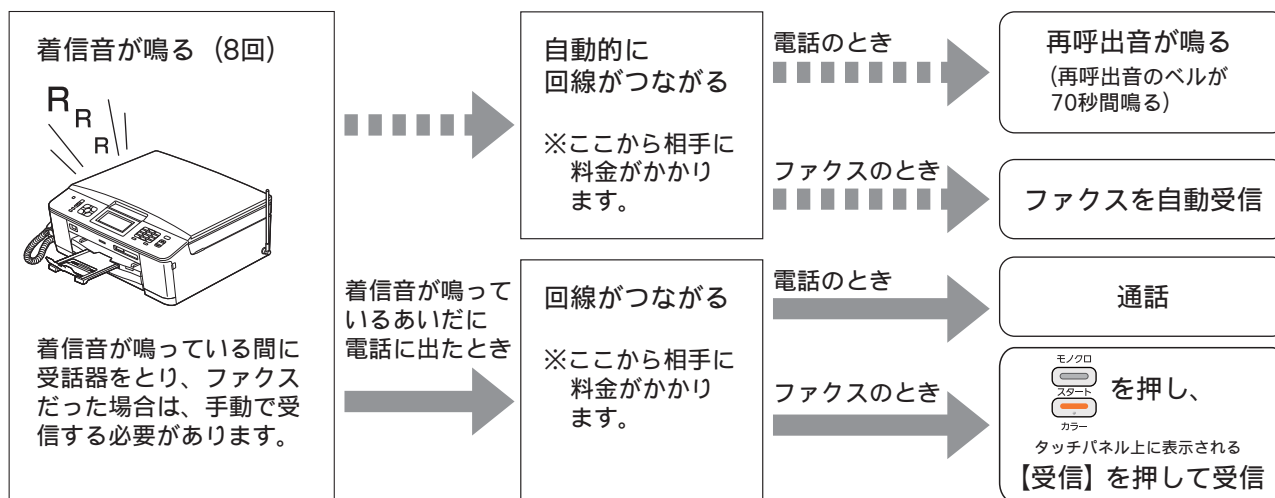 着信音が鳴る（8回）
R
R
R
着信音が鳴っている間に
受話器をとり、ファクス
だった場合は、手動で受
信する必要があります。
自動的に
回線がつながる
※ここから相手に
料金がかかり
ます。
電話のとき
再呼出音が鳴る
（再呼出音のベルが
70秒間鳴る）
ファクスのとき
ファクスを自動受信
着信音が鳴って
いるあいだに
電話に出たとき
回線がつながる
※ここから相手に
料金がかかり
ます。
電話のとき
通話
ファクスのとき
モノクロ
スタート
カラー
を押し、
タッチパネル上に表示される
【受信】を押して受信